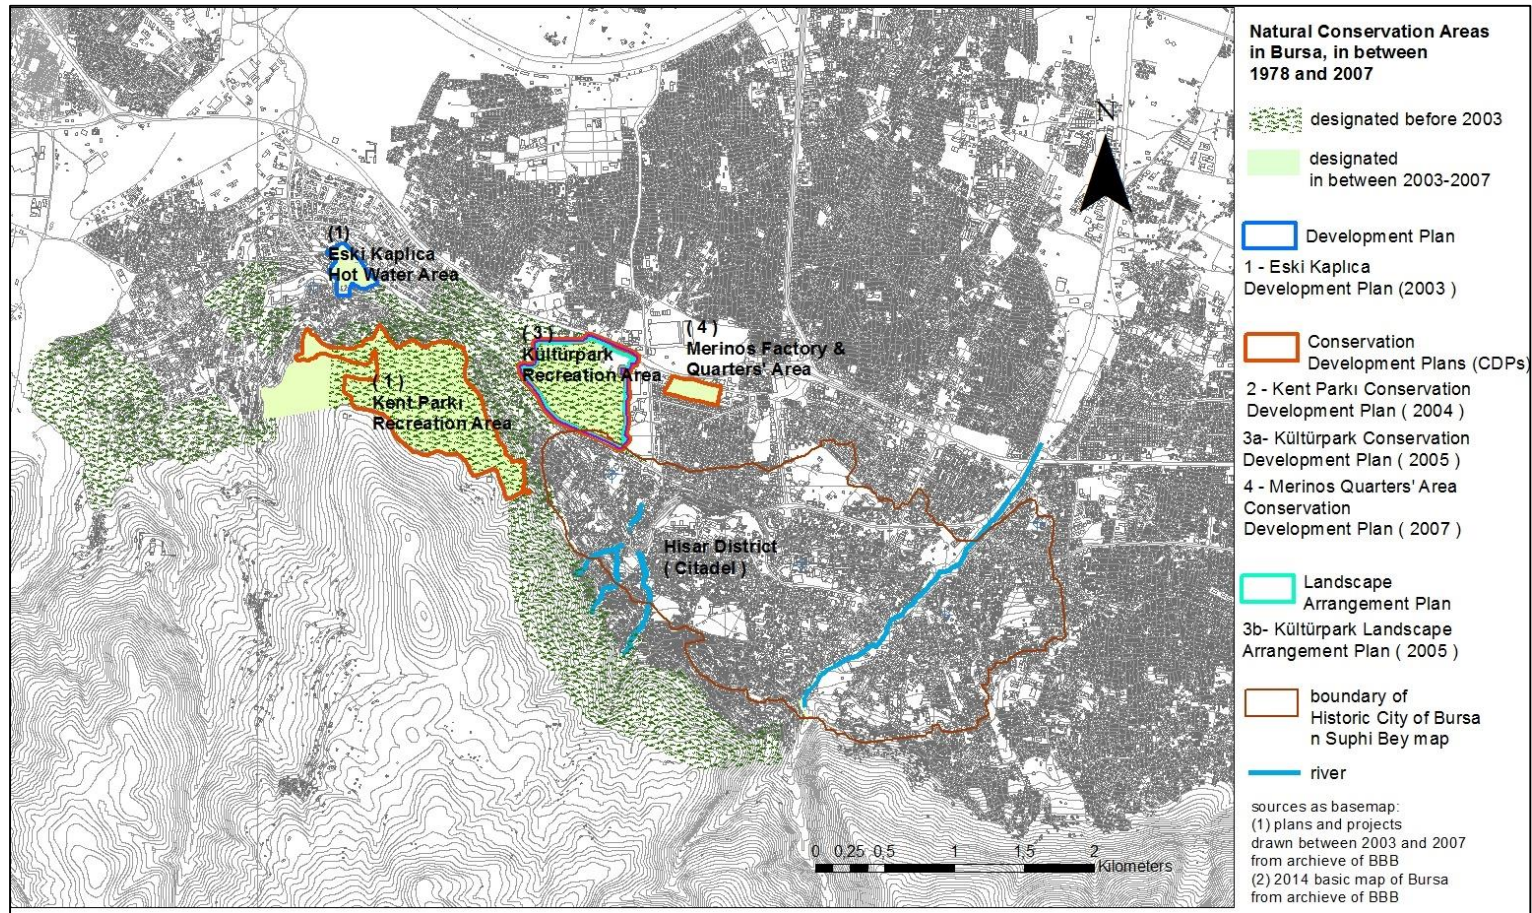 Natural Conservation Areas
in Bursa, in between
1978 and 2007
designated before 2003
designated
in between 2003-2007
Development Plan
1 - Eski Kaplıca
Development Plan (2003 )
Conservation
Development Plans (CDPs)
2 - Kent Parkı Conservation
Development Plan ( 2004 )
3a- Kültürpark Conservation
Development Plan ( 2005 )
4 - Merinos Quarters' Area
Conservation
Development Plan ( 2007 )
Landscape
Arrangement Plan
3b- Kültürpark Landscape
Arrangement Plan ( 2005 )
boundary of
Historic City of Bursa
n Suphi Bey map
river
sources as basemap:
(1) plans and projects
drawn between 2003 and 2007
from archieve of BBB
(2) 2014 basic map of Bursa
from archieve of BBB
N
(1)
Eski Kaplıca
Hot Water Area
( 1 )
Kent Parkı
Recreation Area
( 3 )
Kültürpark
Recreation Area
( 4 )
Merinos Factory &
Quarters' Area
Hisar District
( Citadel )
0 0,25 0,5 1 1,5 2
Kilometers